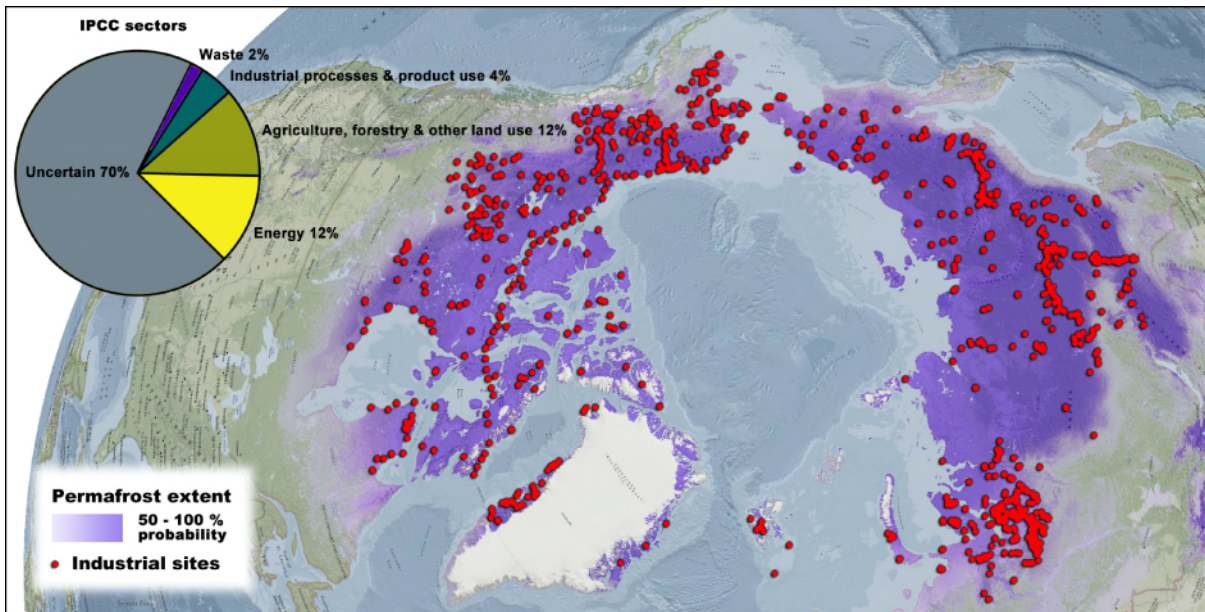 IPCC sectors
Waste 2%
Industrial processes & product use 4%
Agriculture, forestry & other land use 12%
Uncertain 70%
Energy 12%
Permafrost extent
50 - 100 %
probability
Industrial sites